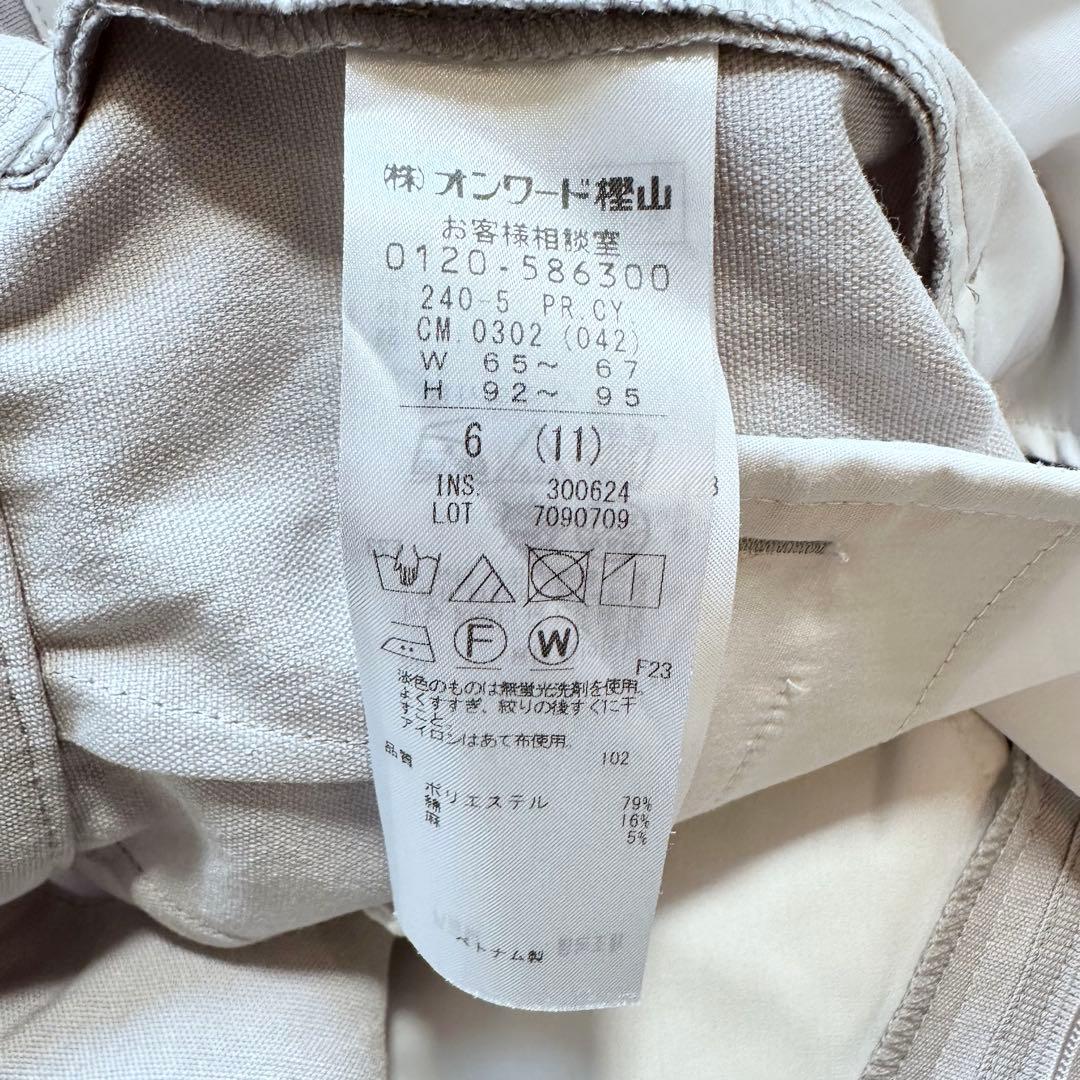 (株)オンワード樫山
お客様相談室
0120-586300
240-5 PR.CY.
CM 0302 (042)
W 65～ 67
H 92～ 95
6 (11)
INS. 300624
LOT 7090709
F
W
F23
淡色のものは無蛍光洗剤を使用。
よくすすぎ、絞りの後すぐに干
すこと。
アイロンはあて布使用。
品質 102
ポリエステル 79%
綿 16%
麻 5%
ベトナム製